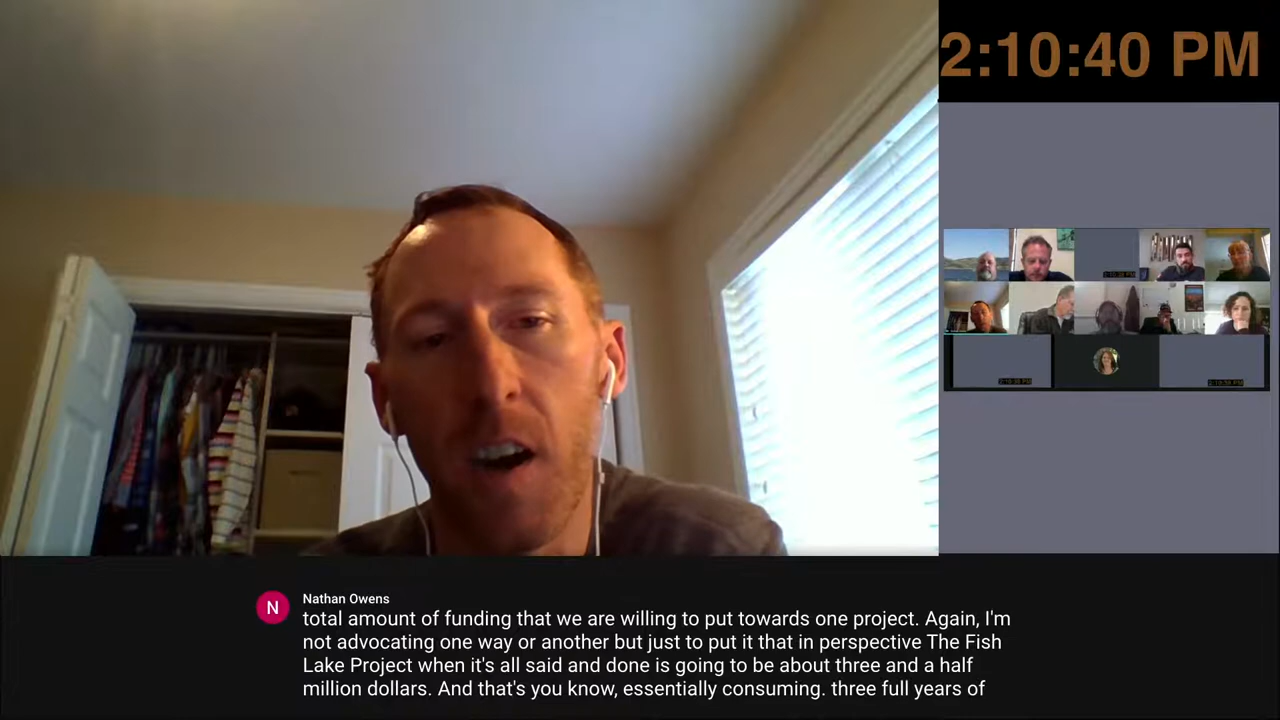 2:10:40 PM
N
Nathan Owens
total amount of funding that we are willing to put towards one project. Again, I'm
not advocating one way or another but just to put it that in perspective The Fish
Lake Project when it's all said and done is going to be about three and a half
million dollars. And that's you know, essentially consuming. three full years of